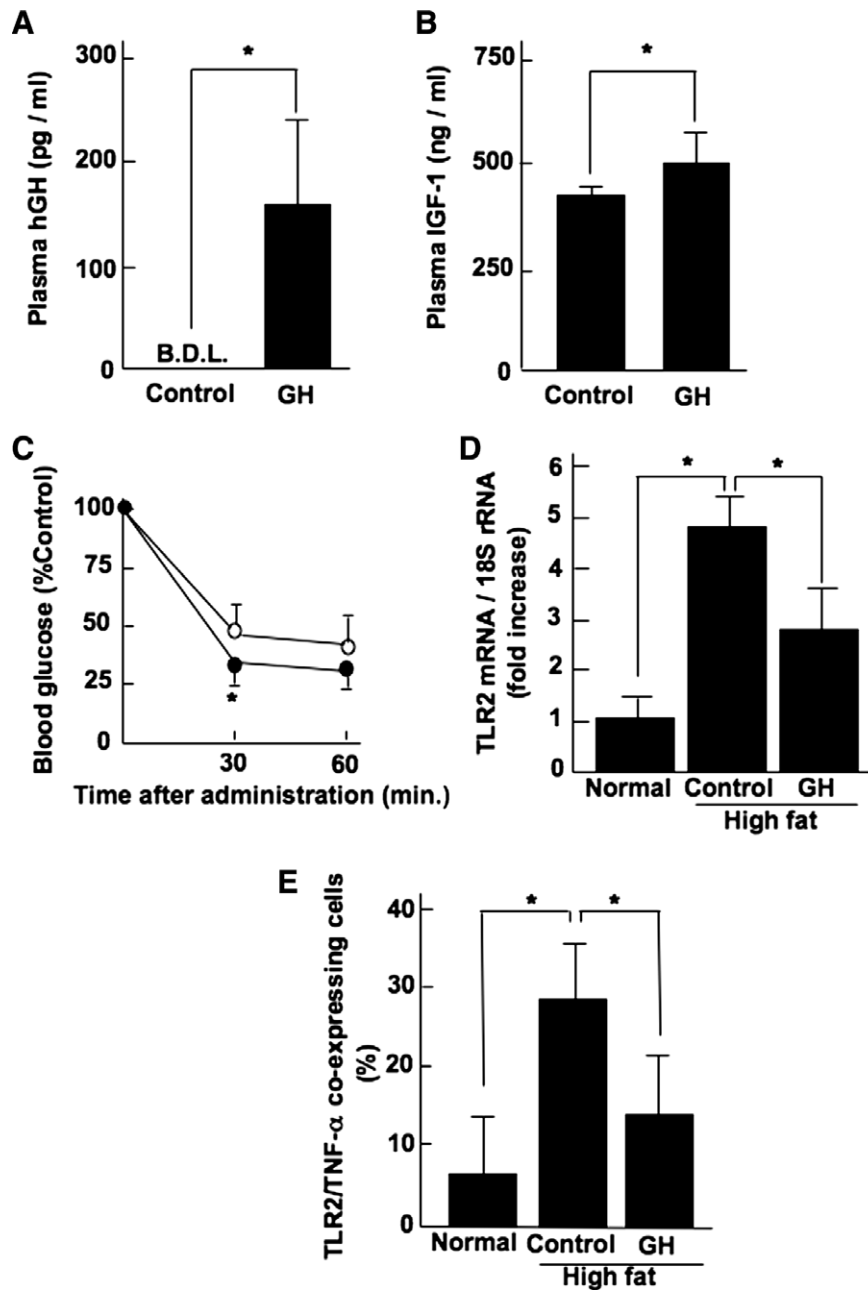 A
Plasma hGH (pg / ml)
300
200
100
0
*
B.D.L.
Control GH
B
Plasma IGF-1 (ng / ml)
750
500
250
0
*
Control GH
C
Blood glucose (%Control)
100
75
50
25
0
*
30 60
Time after administration (min.)
D
TLR2 mRNA / 18S rRNA
(fold increase)
6
5
4
3
2
1
0
* *
Normal Control GH
High fat
E
TLR2/TNF-α co-expressing cells
(%)
40
30
20
10
0
* *
Normal Control GH
High fat